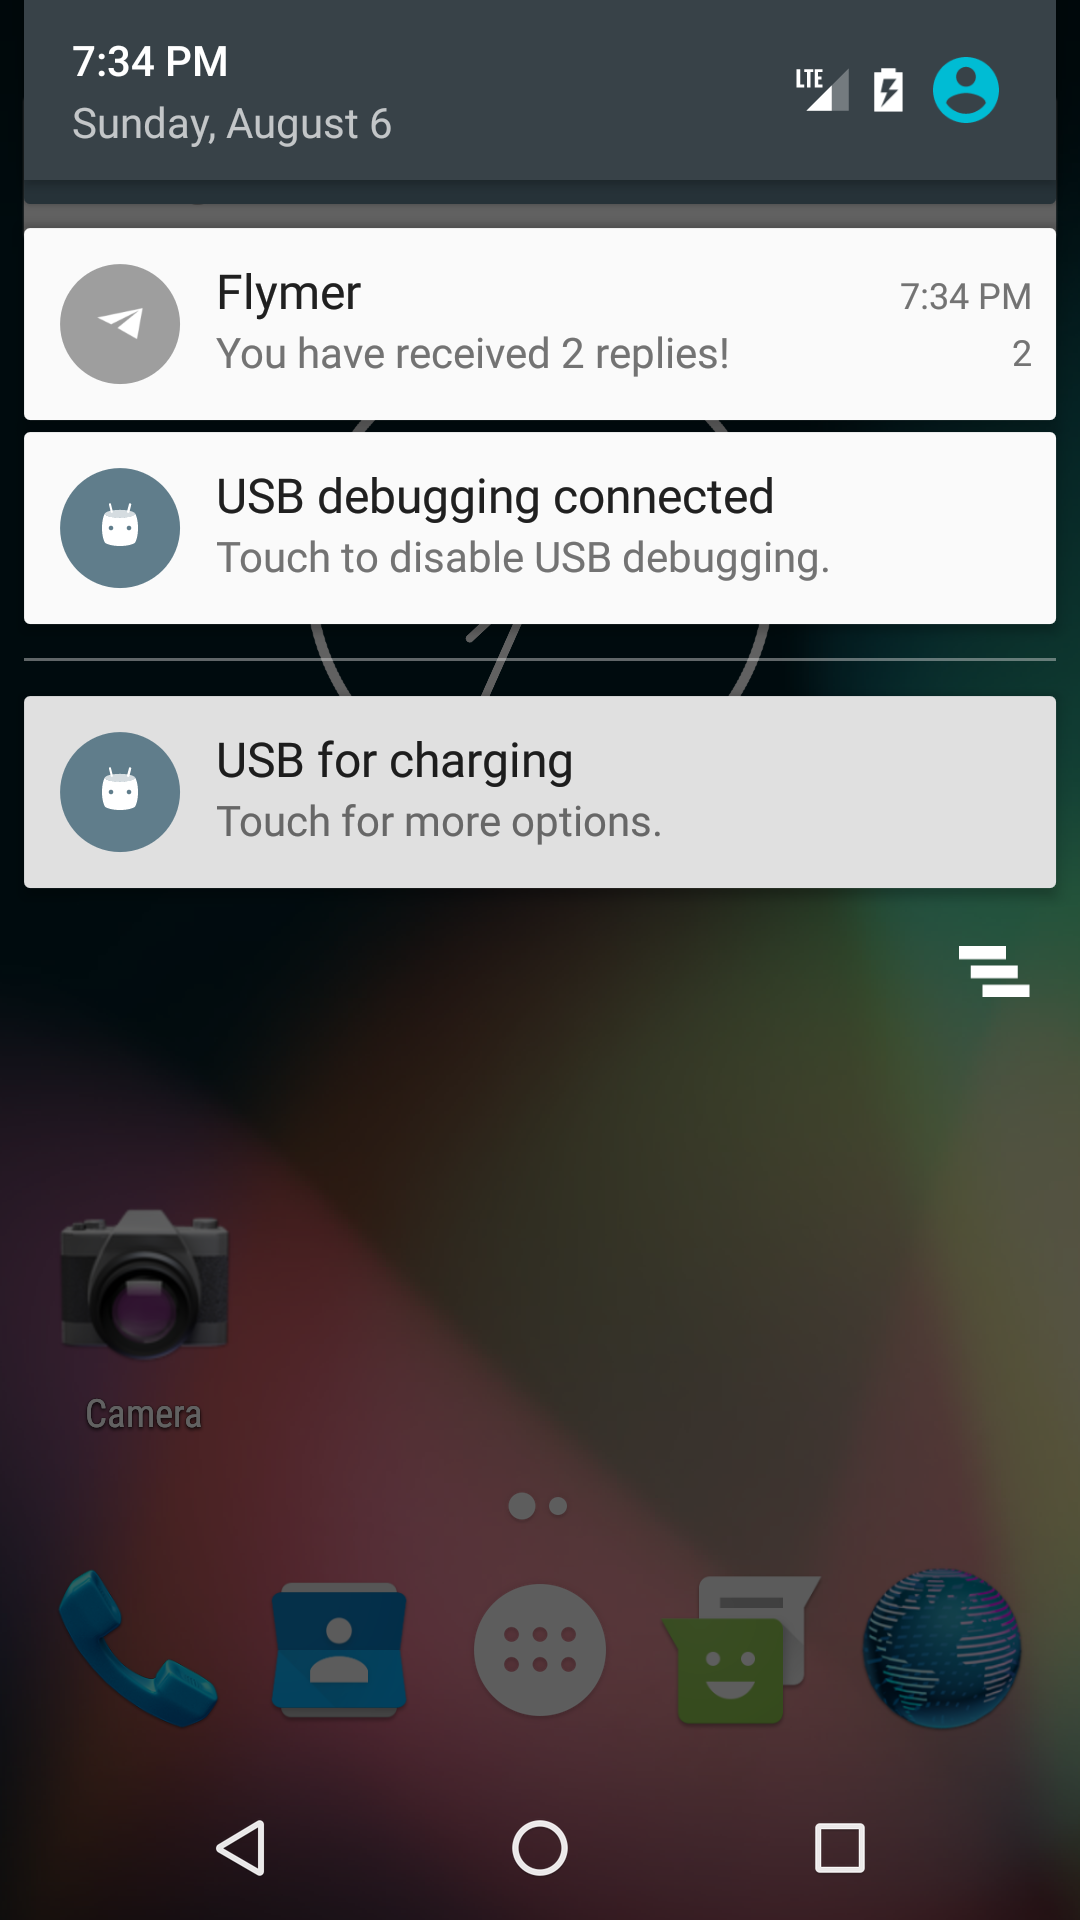 7:34 PM
LTE
Sunday, August 6
Flymer
7:34 PM
You have received 2 replies!
2
USB debugging connected
Touch to disable USB debugging.
USB for charging
Touch for more options.
Camera